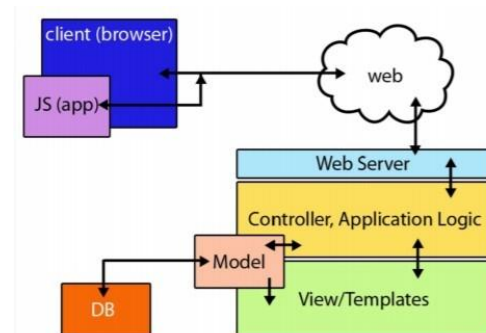 client (browser)
JS (app)
web
Web Server
Controller, Application Logic
Model
DB
View/Templates